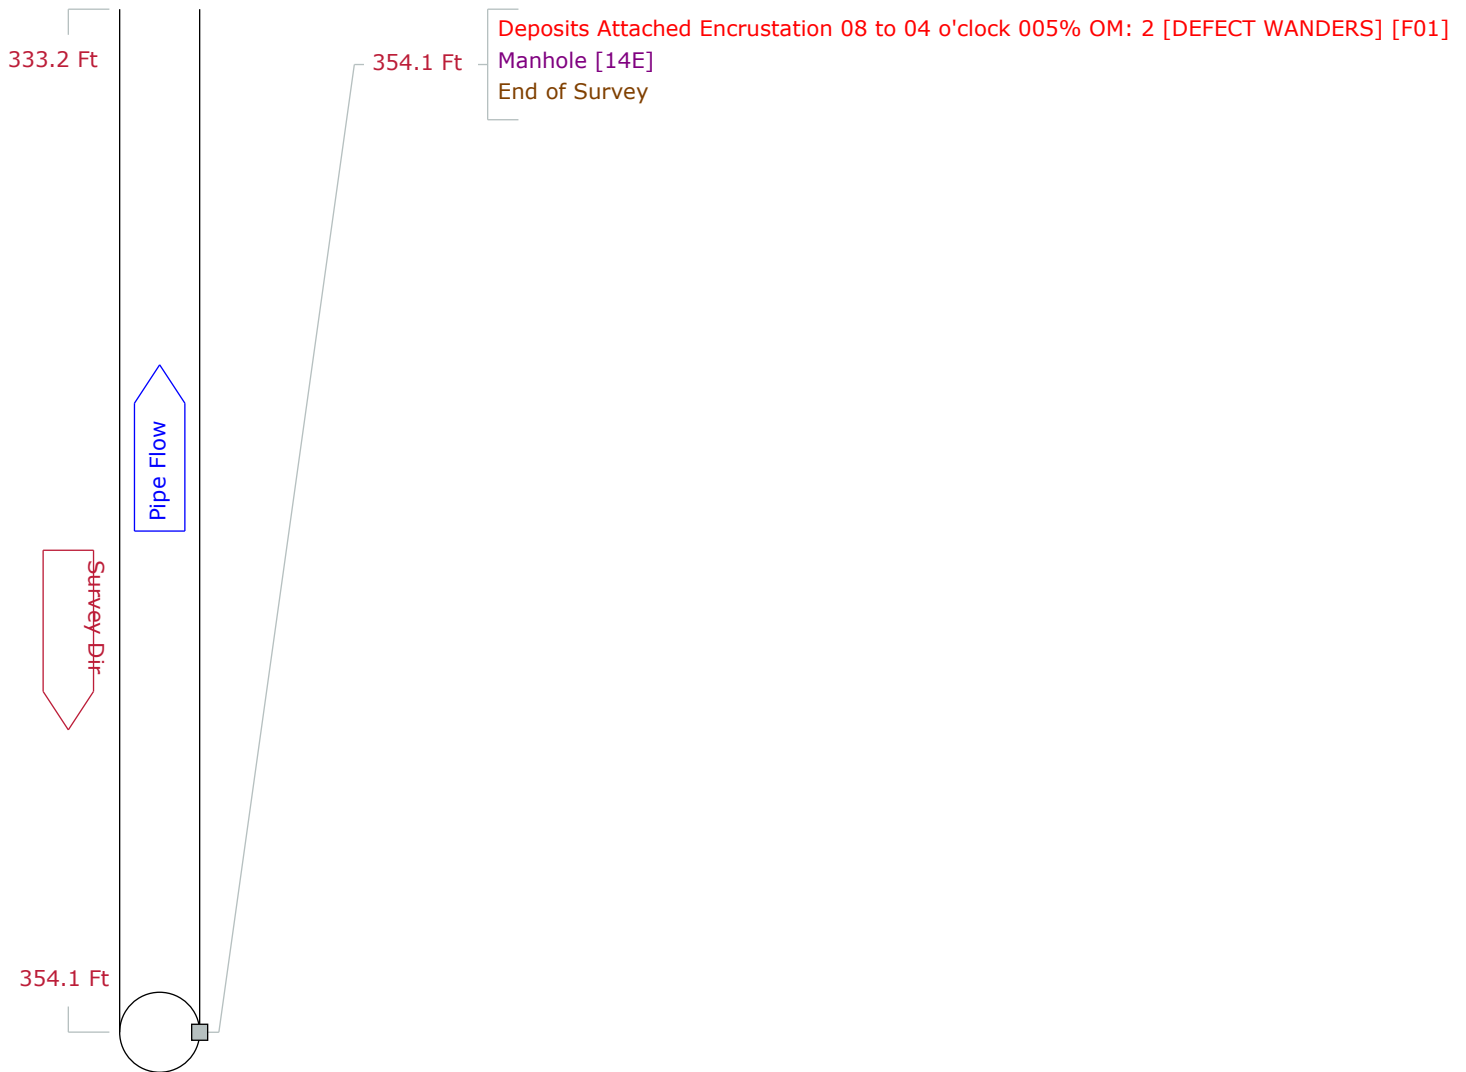 333.2 Ft
354.1 Ft
Deposits Attached Encrustation 08 to 04 o'clock 005% OM: 2 [DEFECT WANDERS] [F01]
Manhole [14E]
End of Survey
Pipe Flow
Survey Dir
354.1 Ft